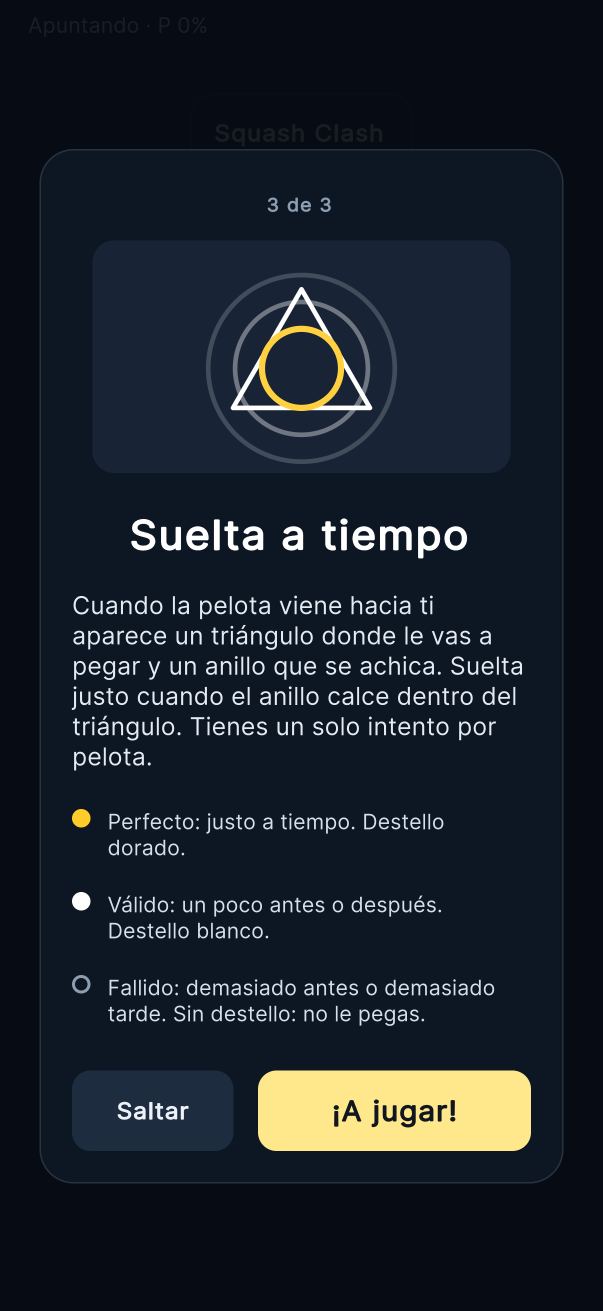 Apuntando · P 0%
Squash Clash
3 de 3
Suelta a tiempo
Cuando la pelota viene hacia ti
aparece un triángulo donde le vas a
pegar y un anillo que se achica. Suelta
justo cuando el anillo calce dentro del
triángulo. Tienes un solo intento por
pelota.
Perfecto: justo a tiempo. Destello
dorado.
Válido: un poco antes o después.
Destello blanco.
Fallido: demasiado antes o demasiado
tarde. Sin destello: no le pegas.
Saltar
¡A jugar!